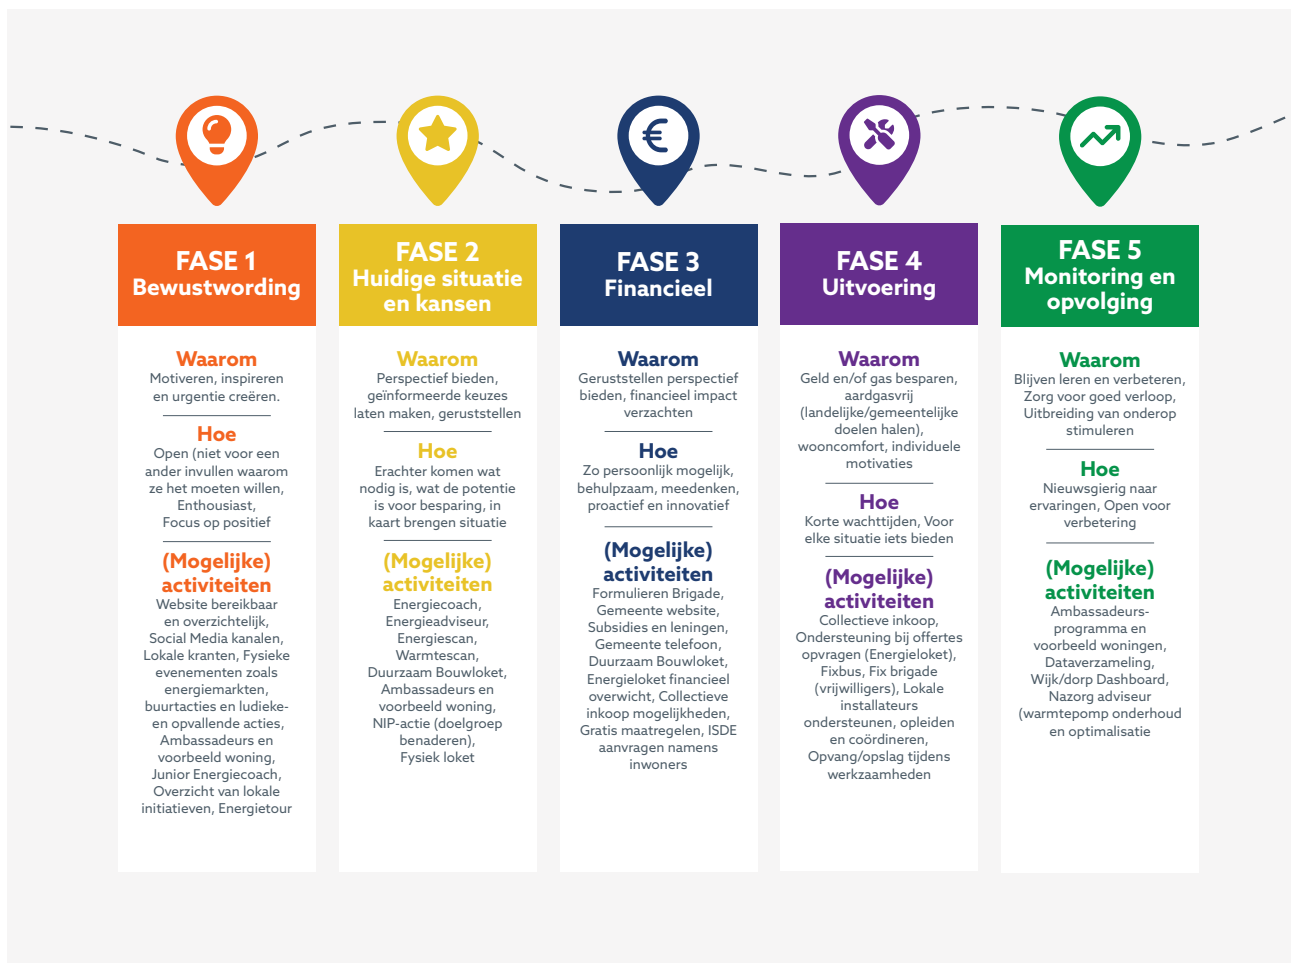 FASE 1
Bewustwording
Waarom
Motiveren, inspireren
en urgentie creëren.
Hoe
Open (niet voor een
ander invullen waarom
ze het moeten willen,
Enthousiast,
Focus op positief
(Mogelijke)
activiteiten
Website bereikbaar
en overzichtelijk,
Social Media kanalen,
Lokale kranten, Fysieke
evenementen zoals
energiemarkten,
buurtacties en ludieke-
en opvallende acties,
Ambassadeurs en
voorbeeld woning,
Junior Energiecoach,
Overzicht van lokale
initiatieven, Energietour
FASE 2
Huidige situatie
en kansen
Waarom
Perspectief bieden,
geïnformeerde keuzes
laten maken, geruststellen
Hoe
Erachter komen wat
nodig is, wat de potentie
is voor besparing, in
kaart brengen situatie
(Mogelijke)
activiteiten
Energiecoach,
Energieadviseur,
Energiescan,
Warmtescan,
Duurzaam Bouwloket,
Ambassadeurs en
voorbeeld woning,
NIP-actie (doelgroep
benaderen),
Fysiek loket
FASE 3
Financieel
Waarom
Geruststellen perspectief
bieden, financieel impact
verzachten
Hoe
Zo persoonlijk mogelijk,
behulpzaam, meedenken,
proactief en innovatief
(Mogelijke)
activiteiten
Formulieren Brigade,
Gemeente website,
Subsidies en leningen,
Gemeente telefoon,
Duurzaam Bouwloket,
Energieloket financieel
overwicht, Collectieve
inkoop mogelijkheden,
Gratis maatregelen, ISDE
aanvragen namens
inwoners
FASE 4
Uitvoering
Waarom
Geld en/of gas besparen,
aardgasvrij
(landelijke/gemeentelijke
doelen halen),
wooncomfort, individuele
motivaties
Hoe
Korte wachttijden, Voor
elke situatie iets bieden
(Mogelijke)
activiteiten
Collectieve inkoop,
Ondersteuning bij offertes
opvragen (Energieloket),
Fixbus, Fix brigade
(vrijwilligers), Lokale
installateurs
ondersteunen, opleiden
en coördineren,
Opvang/opslag tijdens
werkzaamheden
FASE 5
Monitoring en
opvolging
Waarom
Blijven leren en verbeteren,
Zorg voor goed verloop,
Uitbreiding van onderop
stimuleren
Hoe
Nieuwsgierig naar
ervaringen, Open voor
verbetering
(Mogelijke)
activiteiten
Ambassadeurs-
programma en
voorbeeld woningen,
Dataverzameling,
Wijk/dorp Dashboard,
Nazorg adviseur
(warmtepomp onderhoud
en optimalisatie